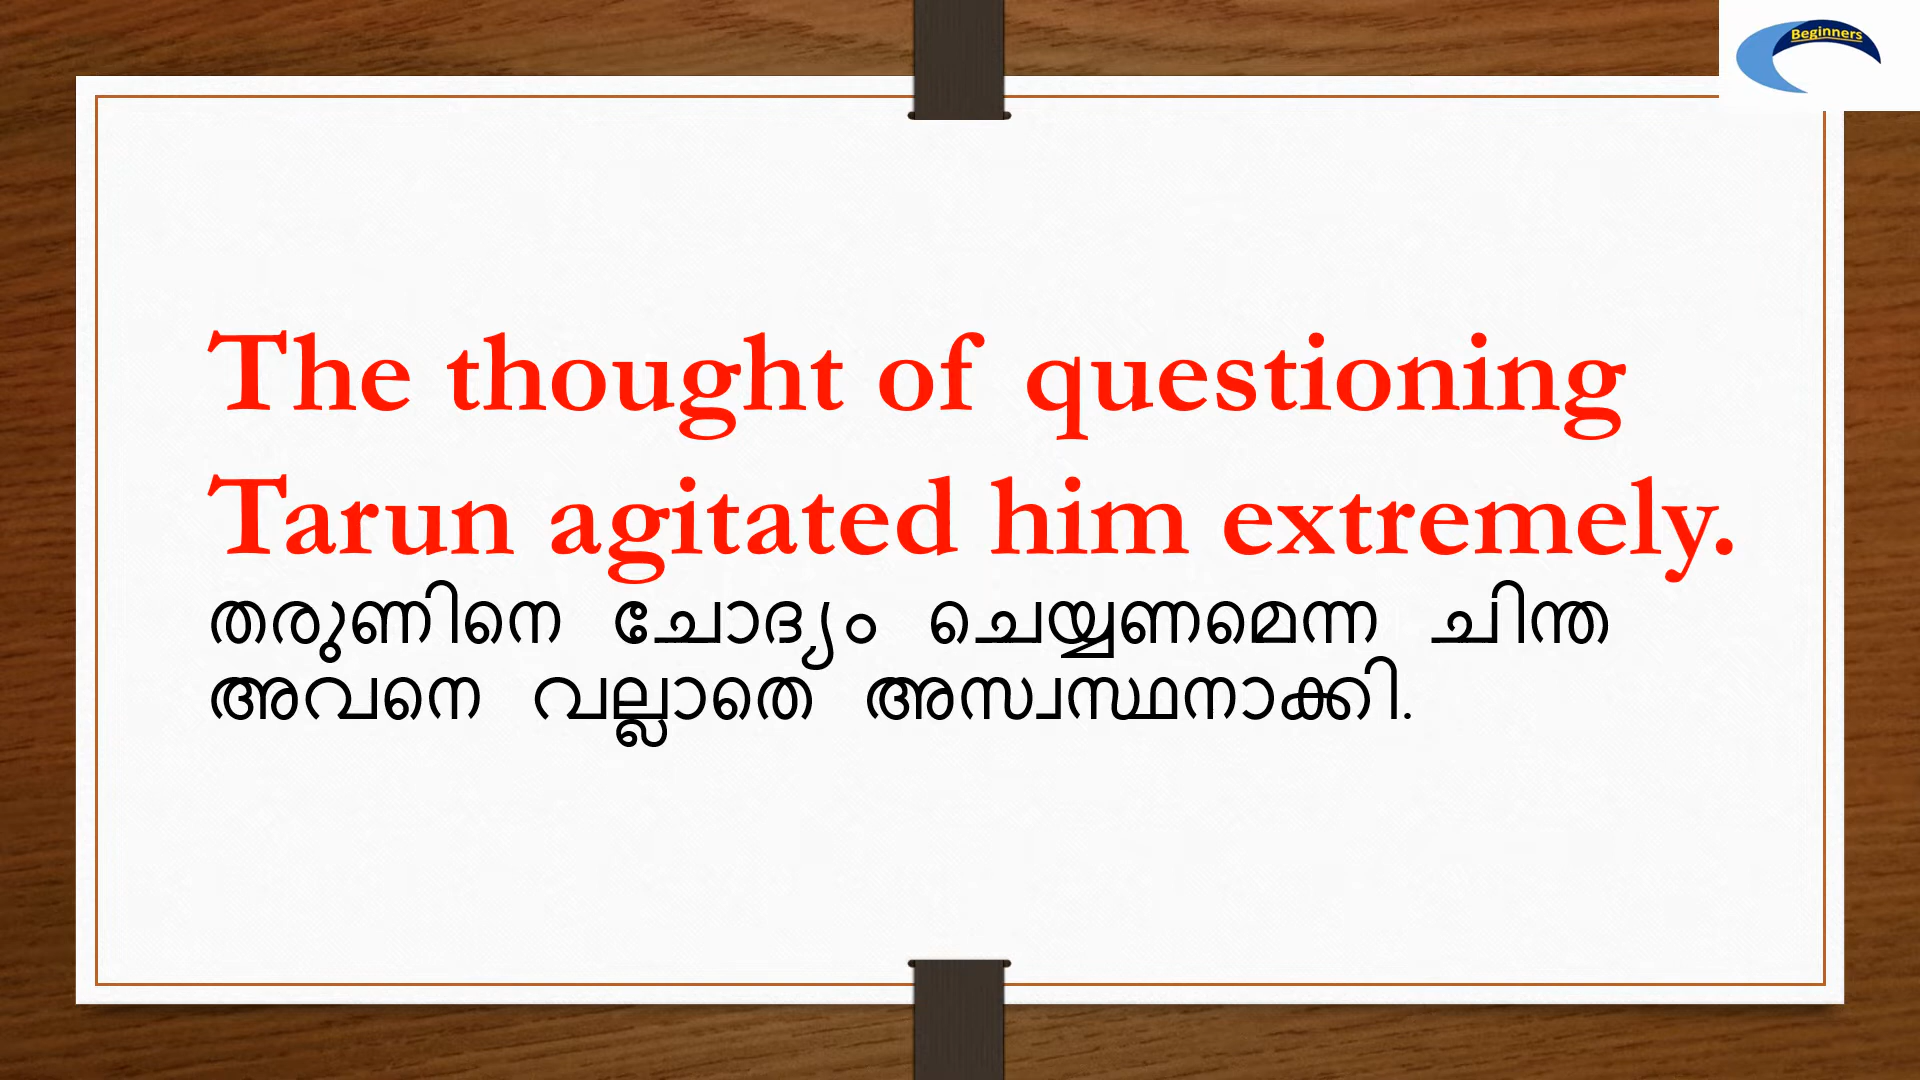 Beginners
The thought of questioning
Tarun agitated him extremely.
തരുണിനെ ചോദ്യം ചെയ്യണമെന്ന ചിന്ത
അവനെ വല്ലാതെ അസ്വസ്ഥനാക്കി.